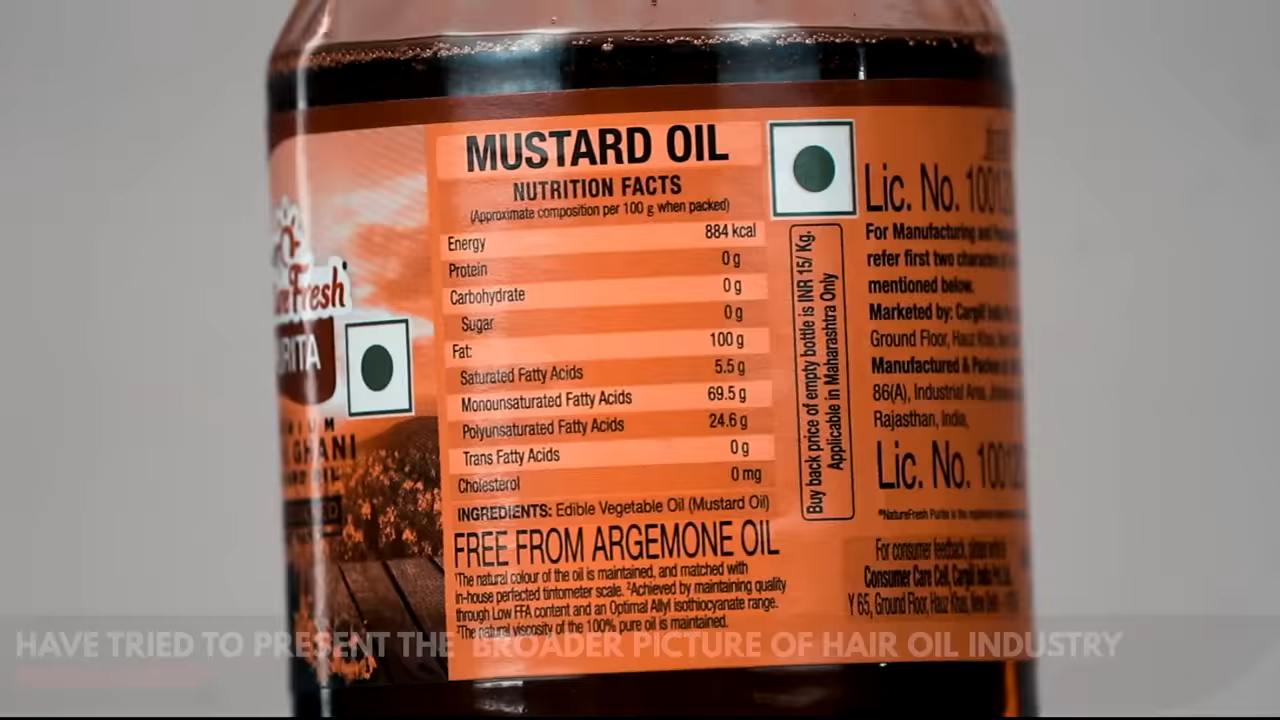 MUSTARD OIL
NUTRITION FACTS
(Approximate composition per 100 g when packed)
Energy 884 kcal
Protein 0 g
Carbohydrate 0 g
Sugar 0 g
Fat: 100 g
Saturated Fatty Acids 5.5 g
Monounsaturated Fatty Acids 69.5 g
Polyunsaturated Fatty Acids 24.6 g
Trans Fatty Acids 0 g
Cholesterol 0 mg
INGREDIENTS: Edible Vegetable Oil (Mustard Oil)
FREE FROM ARGEMONE OIL
¹The natural colour of the oil is maintained, and matched with
in-house perfected tintometer scale. ²Achieved by maintaining quality
through Low FFA content and an Optimal Allyl isothiocyanate range.
³The natural viscosity of the 100% pure oil is maintained.
Buy back price of empty bottle is INR 15/ Kg.
Applicable in Maharashtra Only
Lic. No.
For Manufacturing and
refer first two
mentioned below.
Marketed by: Cargill
Ground Floor, Hauz Khas,
Manufactured &
86(A), Industrial Area,
Rajasthan, India,
Lic. No.
For consumer feedback,
Consumer Care Cell, Cargill
Y 65, Ground Floor, Hauz Khas, New Delhi
Fresh
GHANI
HAVE TRIED TO PRESENT THE BROADER PICTURE OF HAIR OIL INDUSTRY